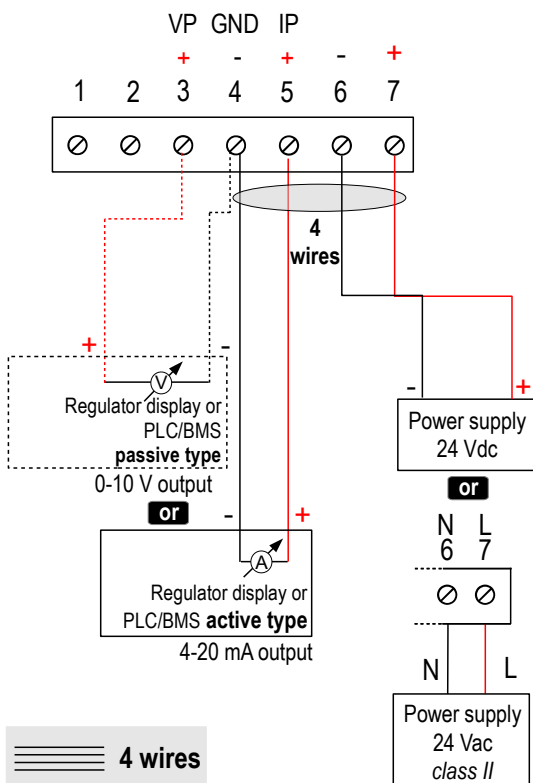 VP GND IP
+ - + - +
1 2 3 4 5 6 7
4
wires
+ -
V
Regulator display or
PLC/BMS
passive type
0-10 V output
or
- +
A
Regulator display or
PLC/BMS active type
4-20 mA output
- +
Power supply
24 Vdc
or
N L
6 7
N L
Power supply
24 Vac
class II
4 wires